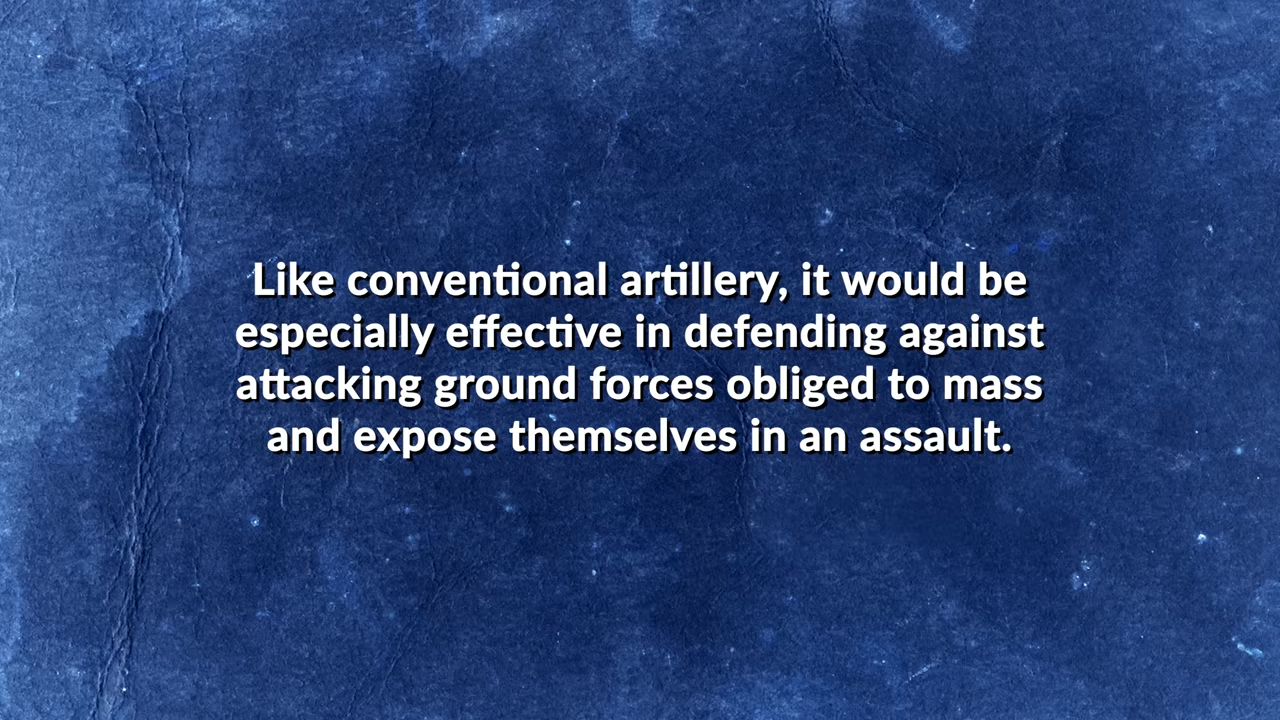 Like conventional artillery, it would be
especially effective in defending against
attacking ground forces obliged to mass
and expose themselves in an assault.